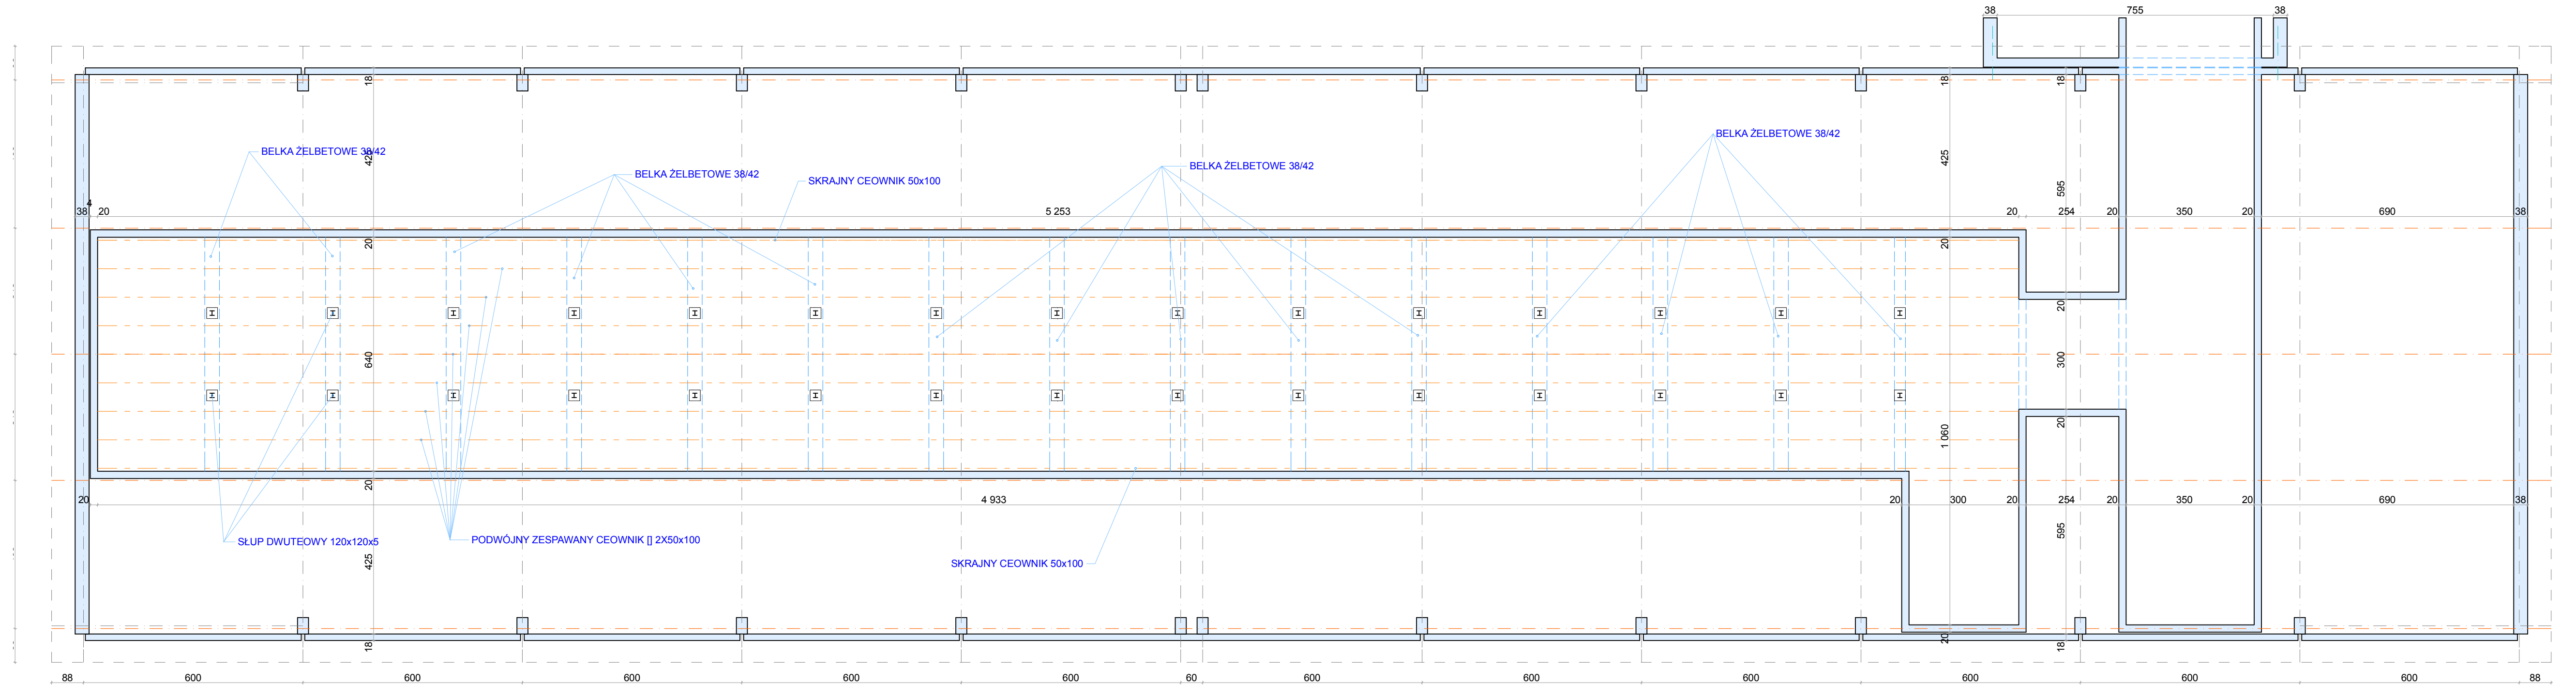 38 755 38
18 18 18
BELKA ŻELBETOWE 38/42
BELKA ŻELBETOWE 38/42
BELKA ŻELBETOWE 38/42
BELKA ŻELBETOWE 38/42
SKRAJNY CEOWNIK 50x100
425 425 595
4
38 20 5 253 20 254 20 350 20 690 38
20 20 20
640 300
1 060 20
20
20 4 933 20 300 20 254 20 350 20 690 38
SŁUP DWUTEOWY 120x120x5
PODWÓJNY ZESPAWANY CEOWNIK [] 2X50x100
SKRAJNY CEOWNIK 50x100
425 595
18 20 18
88 600 600 600 600 600 60 600 600 600 600 600 600 88